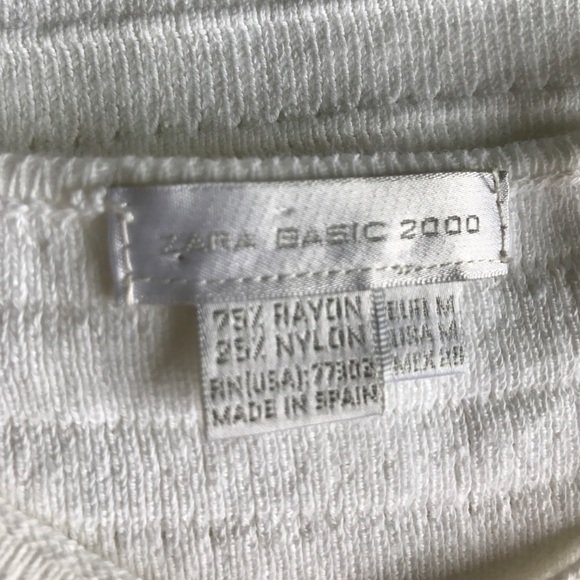 ZARA BASIC 2000
75% RAYON
25% NYLON
RN(USA):77302
MADE IN SPAIN
EUR M
USA M
MEX 28